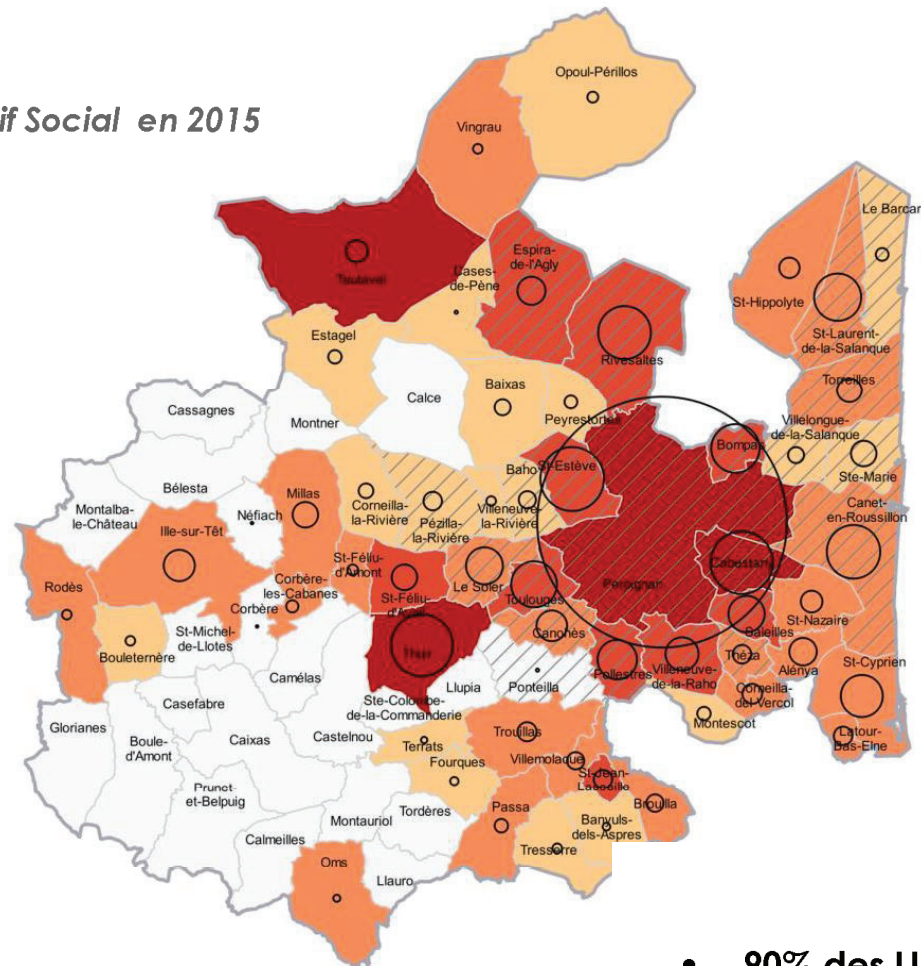 if Social en 2015
Opoul-Périllos
Vingrau
Le Barcar
Espira-
de-l'Agly
Tautavel
Cases-
de-Pène
St-Hippolyte
Estagel
St-Laurent-
de-la-Salanque
Rivesaltes
Torreilles
Baixas
Calce
Cassagnes
Peyrestortes
Montner
Villelongue-
de-la-Salanque
Bompas
Baho
St-Estève
Ste-Marie
Bélesta
Millas
Corneilla-
la-Rivière
Pézilla-
la-Rivière
Villeneuve-
la-Rivière
Canet-
en-Roussillon
Montalba-
le-Château
Néfiach
Ille-sur-Têt
St-Féliu-
d'Amont
Cabestany
Perpignan
Rodès
Corbère-
les-Cabanes
Le Soler
St-Féliu-
d'Avall
Toulouges
Corbère
Saleilles
St-Nazaire
St-Michel-
de-Llotes
Canohès
Bouleternère
Thuir
Théza
St-Cyprien
Camélas
Pollestres
Villeneuve-
de-la-Raho
Alénya
Llupia
Ponteilla
Corneilla-
del-Vercol
Ste-Colombe-
de-la-Commanderie
Casefabre
Montescot
Glorianes
Castelnou
Trouillas
Latour-
Bas-Elne
Boule-
d'Amont
Caixas
Terrats
Villemolaque
Fourques
St-Jean-
Lasseille
Prunet-
et-Belpuig
Passa
Brouilla
Tordères
Montauriol
Banyuls-
dels-Aspres
Calmeilles
Tresserre
Oms
Llauro
• 90% des U